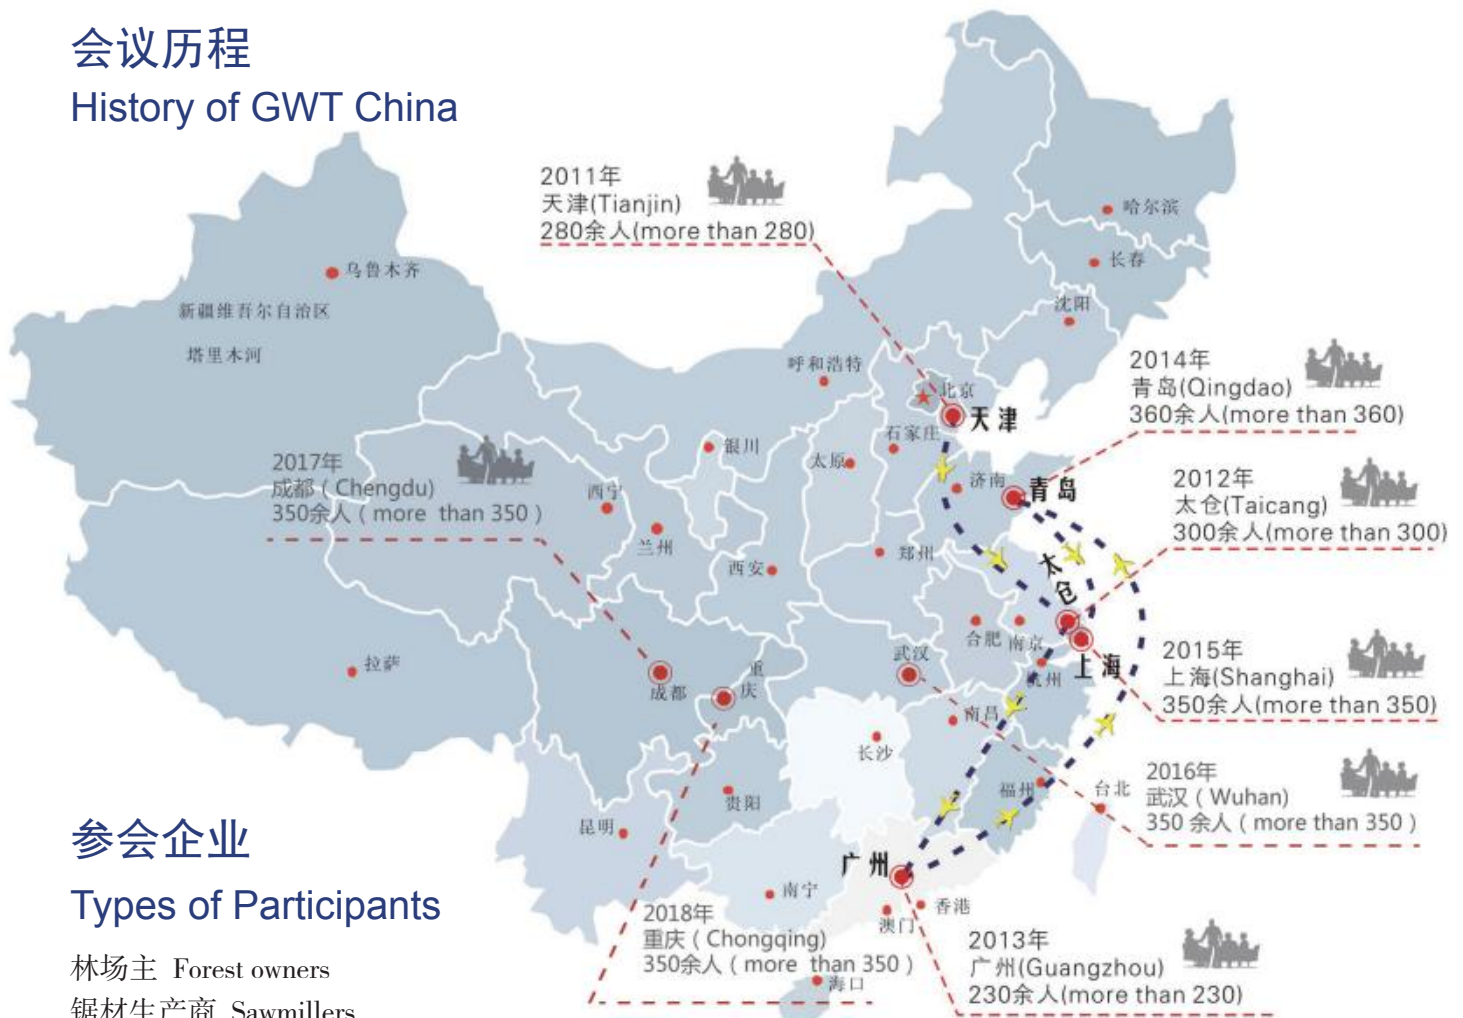 会议历程
History of GWT China
2011年
天津(Tianjin)
280余人(more than 280)
哈尔滨
长春
沈阳
乌鲁木齐
新疆维吾尔自治区
塔里木河
呼和浩特
北京
天津
石家庄
银川
太原
济南
青岛
2014年
青岛(Qingdao)
360余人(more than 360)
2012年
太仓(Taicang)
300余人(more than 300)
2017年
成都 ( Chengdu)
350余人 ( more than 350 )
西宁
兰州
西安
郑州
太仓
合肥
南京
上海
杭州
武汉
拉萨
成都
重庆
南昌
长沙
2015年
上海(Shanghai)
350余人(more than 350)
2016年
武汉 ( Wuhan)
350 余人 ( more than 350 )
贵阳
昆明
福州
台北
广州
南宁
香港
澳门
海口
2018年
重庆 ( Chongqing)
350余人 ( more than 350 )
2013年
广州(Guangzhou)
230余人(more than 230)
参会企业
Types of Participants
林场主 Forest owners
锯材生产商 Sawmillers